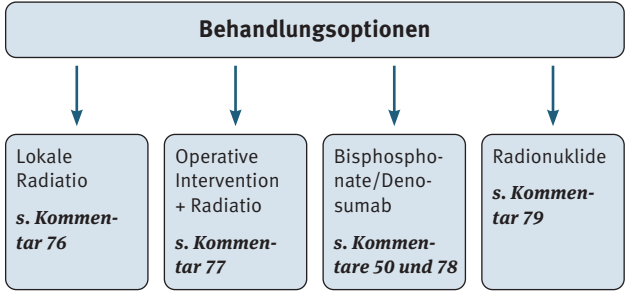 Behandlungsoptionen
Lokale
Radiatio
s. Kommen-
tar 76
Operative
Intervention
+ Radiatio
s. Kommen-
tar 77
Bisphospho-
nate/Deno-
sumab
s. Kommen-
tare 50 und 78
Radionuklide
s. Kommen-
tar 79